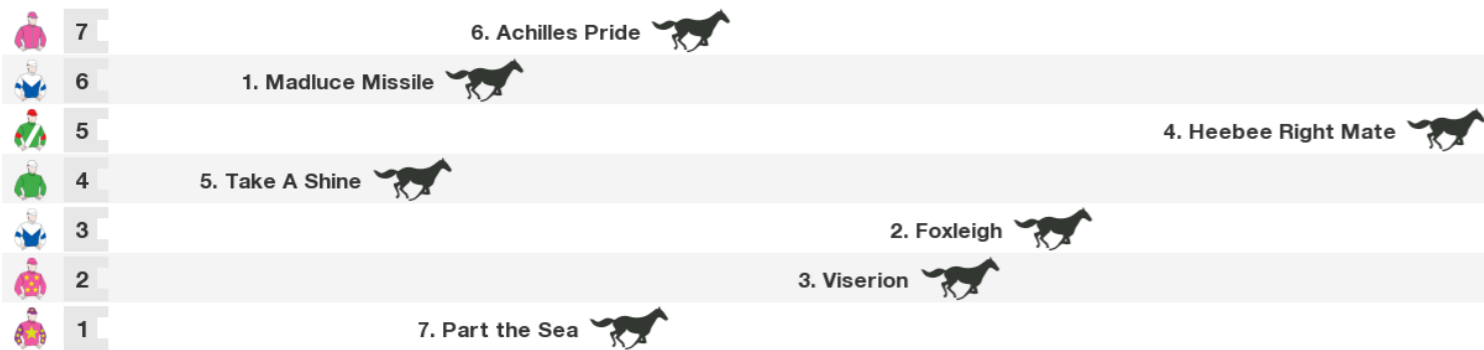 7 6. Achilles Pride
6 1. Madluce Missile
5 4. Heebee Right Mate
4 5. Take A Shine
3 2. Foxleigh
2 3. Viserion
1 7. Part the Sea